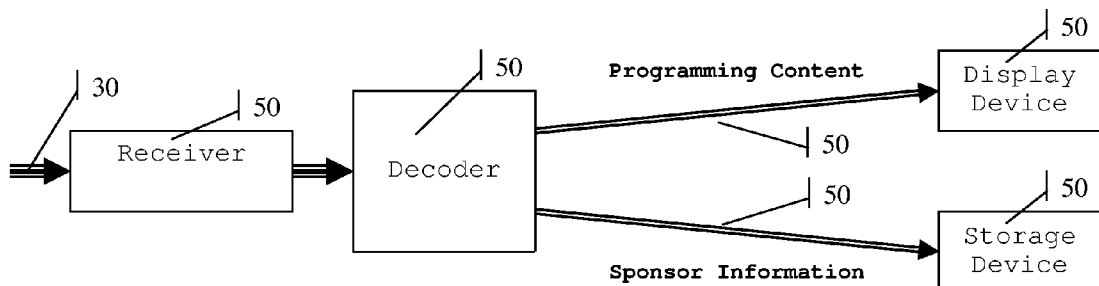 30
50
Receiver
50
Decoder
Programming Content
50
50
Display
Device
50
Sponsor Information
50
Storage
Device